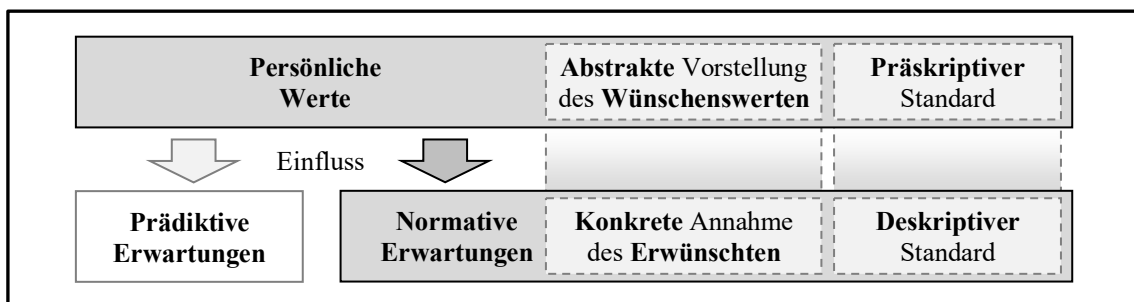 Persönliche
Werte
Abstrakte Vorstellung
des Wünschenswerten
Präskriptiver
Standard
Einfluss
Prädiktive
Erwartungen
Normative
Erwartungen
Konkrete Annahme
des Erwünschten
Deskriptiver
Standard